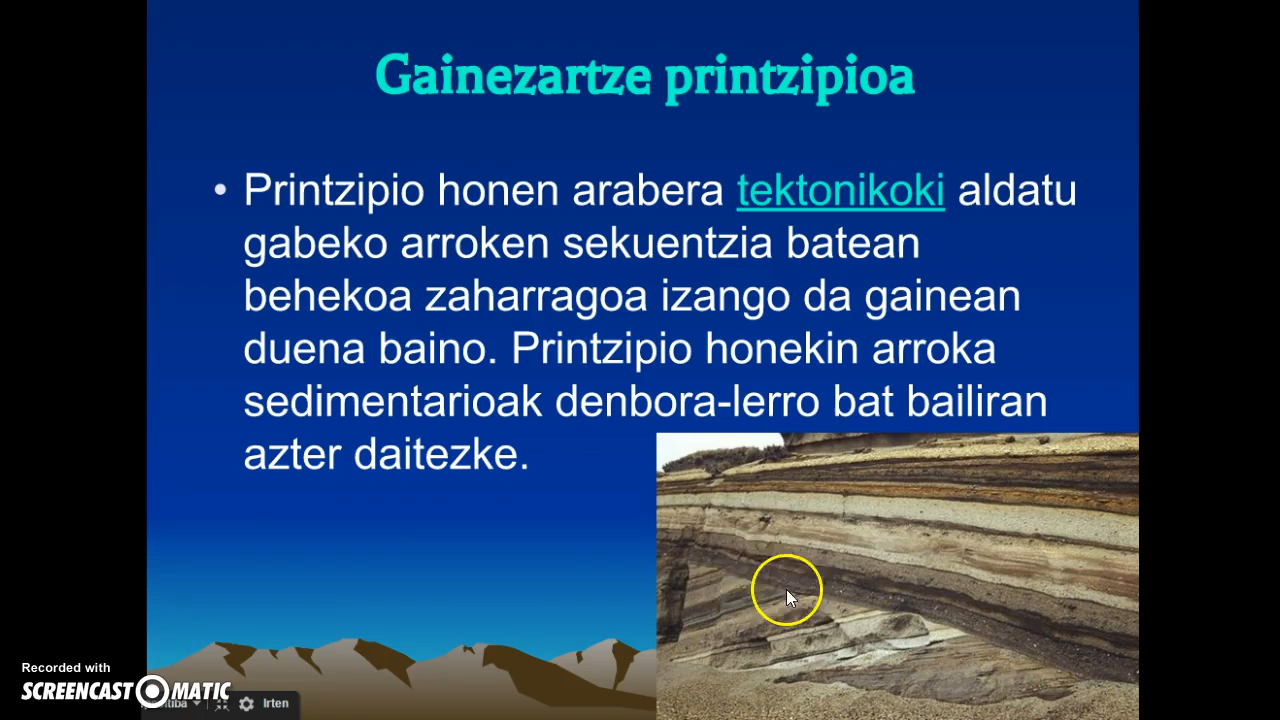 Gainezartze printzipioa
• Printzipio honen arabera tektonikoki aldatu
gabeko arroken sekuentzia batean
behekoa zaharragoa izango da gainean
duena baino. Printzipio honekin arroka
sedimentarioak denbora-lerro bat bailiran
azter daitezke.
Recorded with
SCREENCAST MATIC
Irten